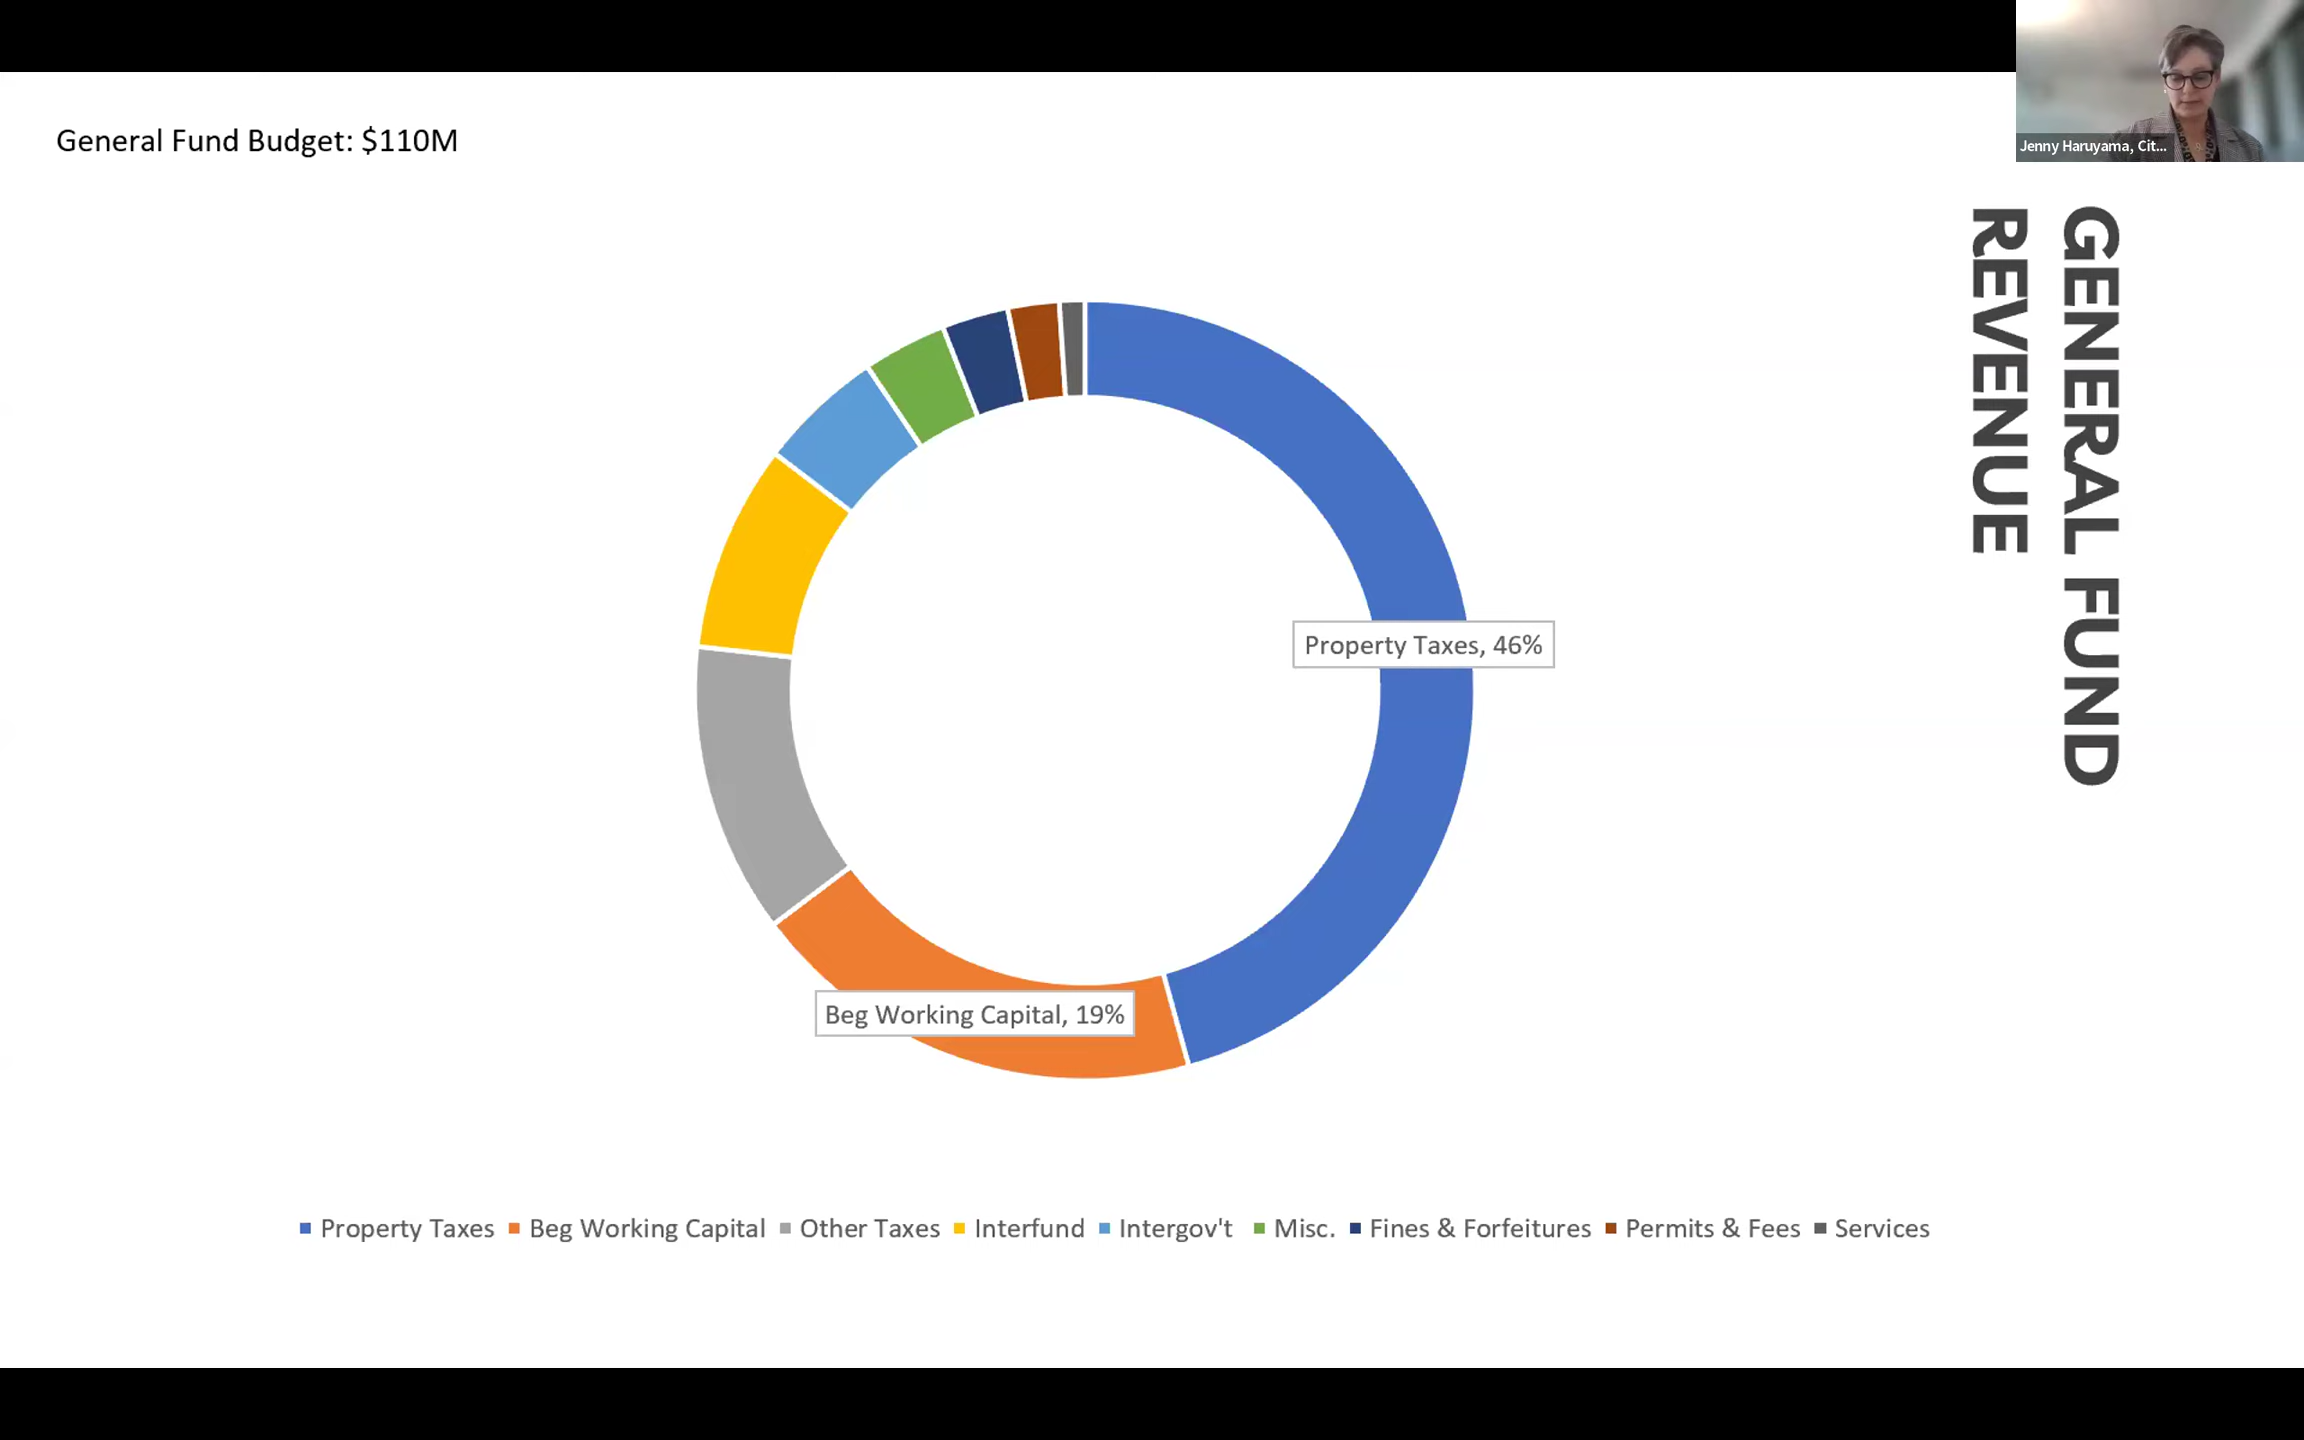 General Fund Budget: $110M
Jenny Haruyama, Cit...
GENERAL FUND
REVENUE
Property Taxes, 46%
Beg Working Capital, 19%
Property Taxes Beg Working Capital Other Taxes Interfund Intergov't Misc. Fines & Forfeitures Permits & Fees Services